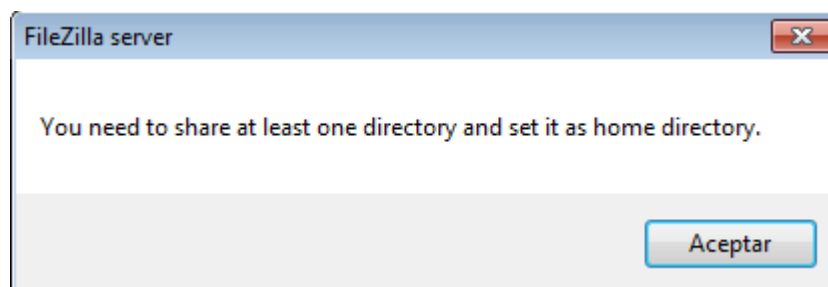 FileZilla server
You need to share at least one directory and set it as home directory.
Aceptar